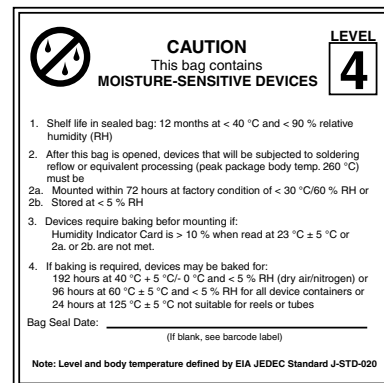 LEVEL
CAUTION
This bag contains
MOISTURE-SENSITIVE DEVICES
4
1. Shelf life in sealed bag: 12 months at < 40 °C and < 90 % relative
humidity (RH)
2. After this bag is opened, devices that will be subjected to soldering
reflow or equivalent processing (peak package body temp. 260 °C)
must be
2a. Mounted within 72 hours at factory condition of < 30 °C/60 % RH or
2b. Stored at < 5 % RH
3. Devices require baking befor mounting if:
Humidity Indicator Card is > 10 % when read at 23 °C ± 5 °C or
2a. or 2b. are not met.
4. If baking is required, devices may be baked for:
192 hours at 40 °C + 5 °C/- 0 °C and < 5 % RH (dry air/nitrogen) or
96 hours at 60 °C ± 5 °C and < 5 % RH for all device containers or
24 hours at 125 °C ± 5 °C not suitable for reels or tubes
Bag Seal Date:
(If blank, see barcode label)
Note: Level and body temperature defined by EIA JEDEC Standard J-STD-020